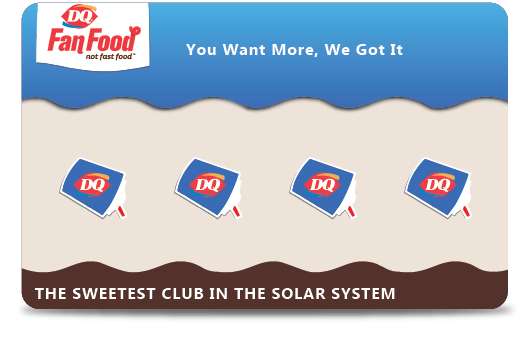 DQ
Fan Food
not fast food
You Want More, We Got It
DQ DQ DQ DQ
THE SWEETEST CLUB IN THE SOLAR SYSTEM